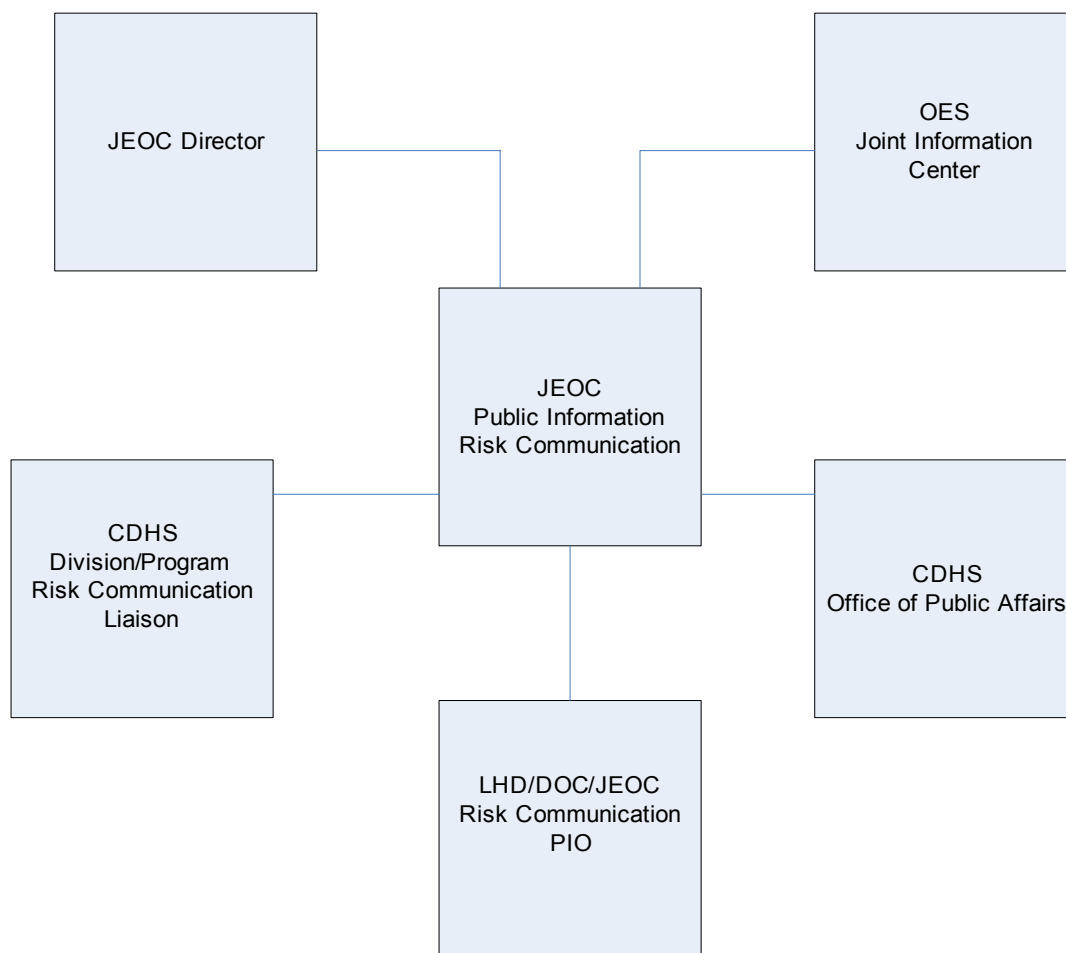 JEOC Director
OES
Joint Information
Center
JEOC
Public Information
Risk Communication
CDHS
Division/Program
Risk Communication
Liaison
CDHS
Office of Public Affairs
LHD/DOC/JEOC
Risk Communication
PIO